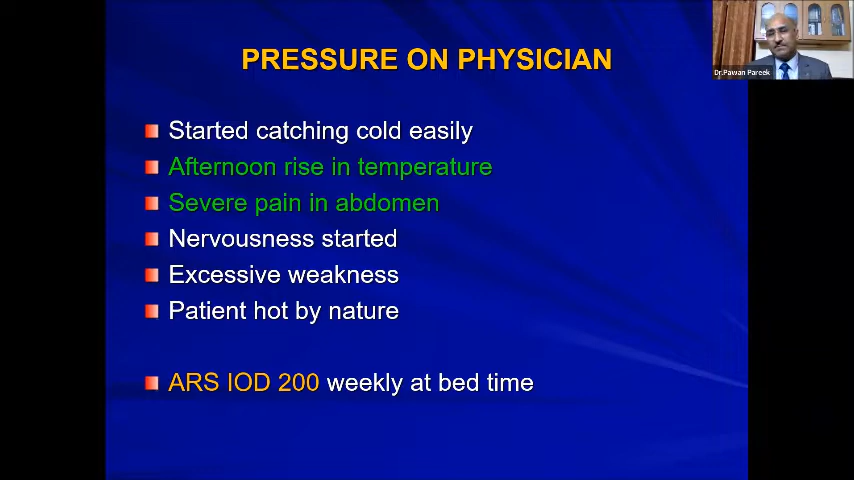 PRESSURE ON PHYSICIAN
Dr.Pawan Pareek
Started catching cold easily
Afternoon rise in temperature
Severe pain in abdomen
Nervousness started
Excessive weakness
Patient hot by nature
ARS IOD 200 weekly at bed time